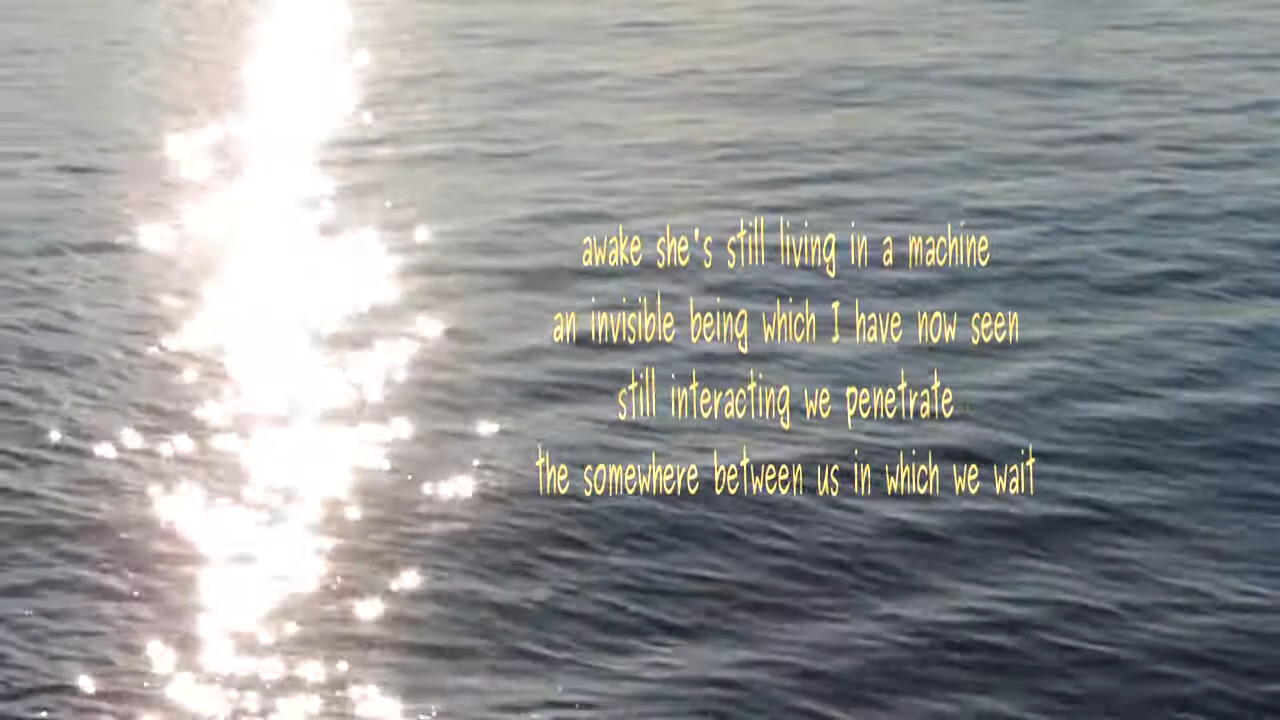 awake she's still living in a machine
an invisible being which I have now seen
still interacting we penetrate
the somewhere between us in which we wait